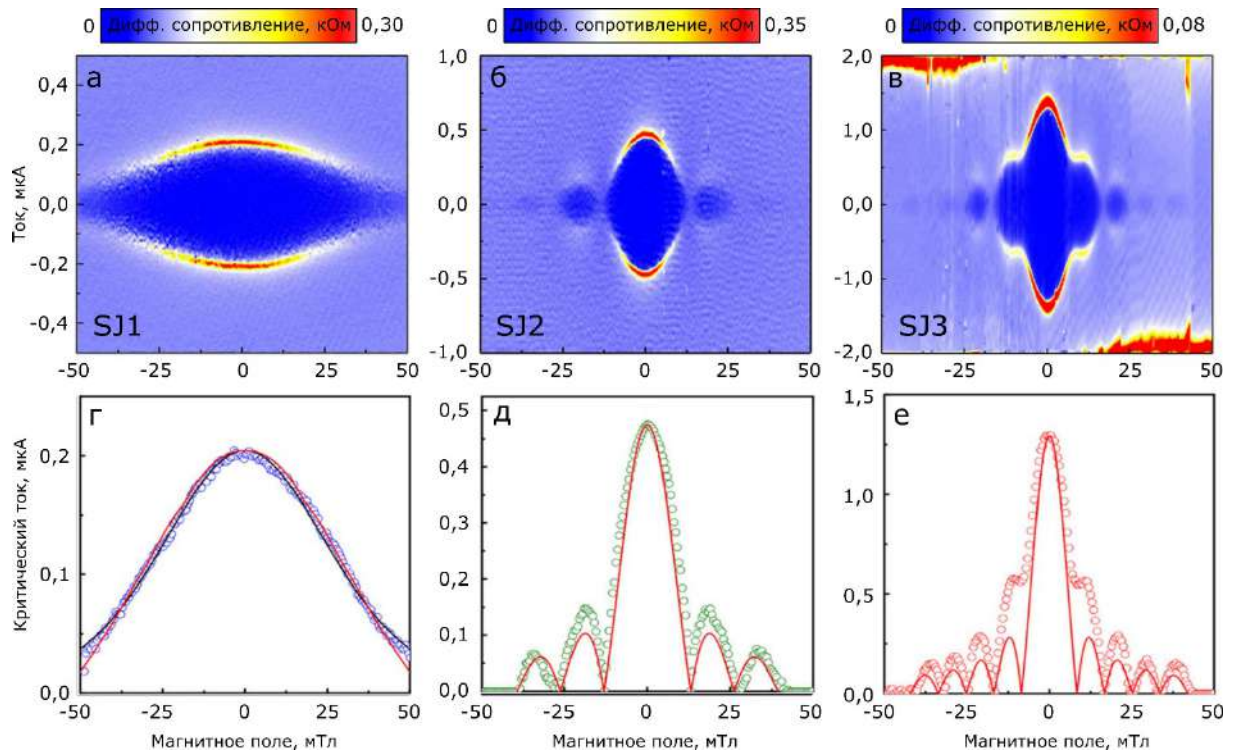 0 Дифф. сопротивление, кОм 0,30
0 Дифф. сопротивление, кОм 0,35
0 Дифф. сопротивление, кОм 0,08
а
Ток, мкА
0,4
0,2
0,0
-0.2
-0.4
SJ1
-50 -25 0 25 50
б
1,0
0,5
0,0
-0,5
-1,0
SJ2
-50 -25 0 25 50
в
2.0
1.0
0.0
-1.0
-2.0
SJ3
-50 -25 0 25 50
г
Критический ток, мкА
0,2
0,1
0,0
-50 -25 0 25 50
Магнитное поле, мТл
д
0,5
0,4
0,3
0,2
0,1
0,0
-50 -25 0 25 50
Магнитное поле, мТл
е
1,5
1,0
0,5
0,0
-50 -25 0 25 50
Магнитное поле, мТл